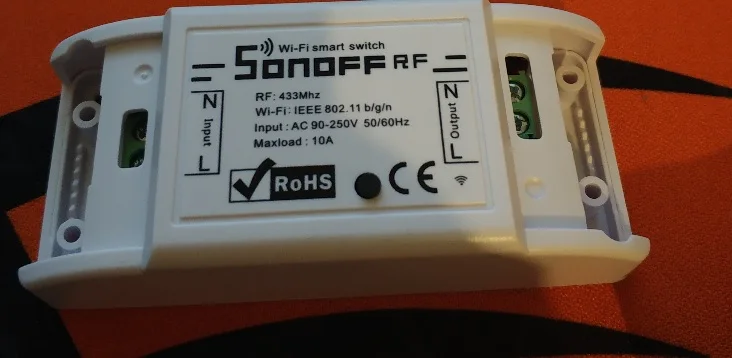 Wi-Fi smart switch
SONOFF RF
RF: 433Mhz
Wi-Fi: IEEE 802.11 b/g/n
Input : AC 90-250V 50/60Hz
Maxload : 10A
N
Input
L
N
Output
L
RoHS
CE